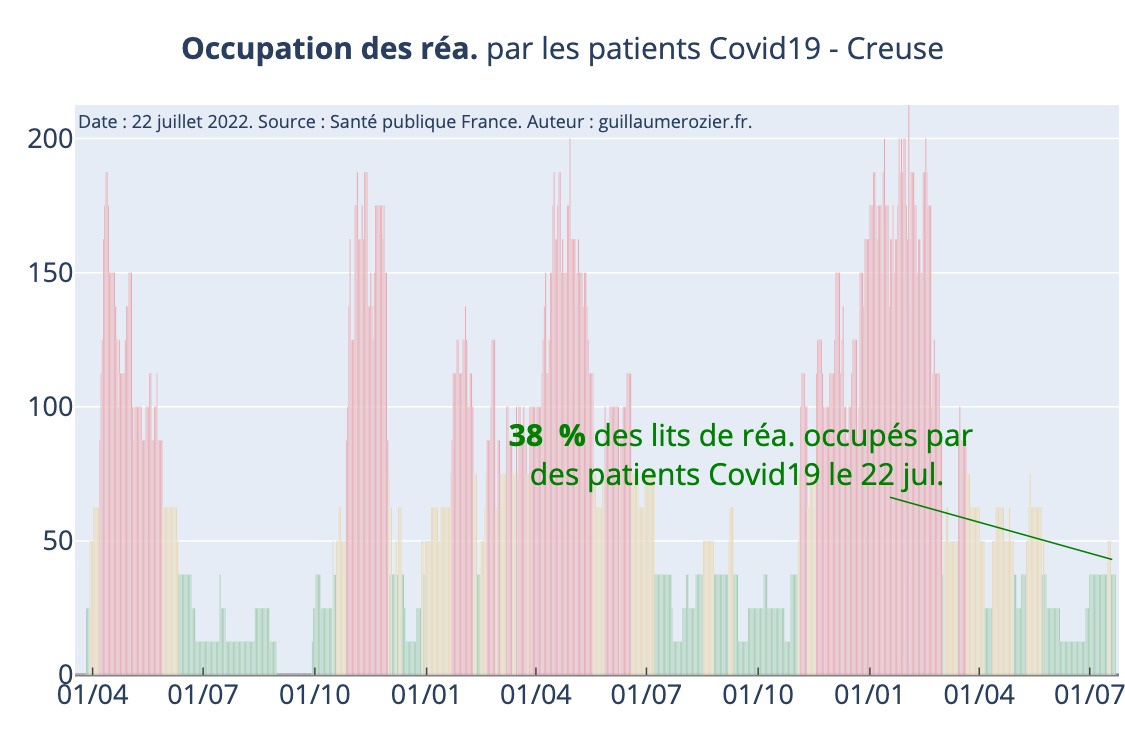 Occupation des réa. par les patients Covid19 - Creuse
Date : 22 juillet 2022. Source : Santé publique France. Auteur : guillaumerozier.fr.
200
150
100
50
0
38 % des lits de réa. occupés par
des patients Covid19 le 22 jul.
01/04 01/07 01/10 01/01 01/04 01/07 01/10 01/01 01/04 01/07